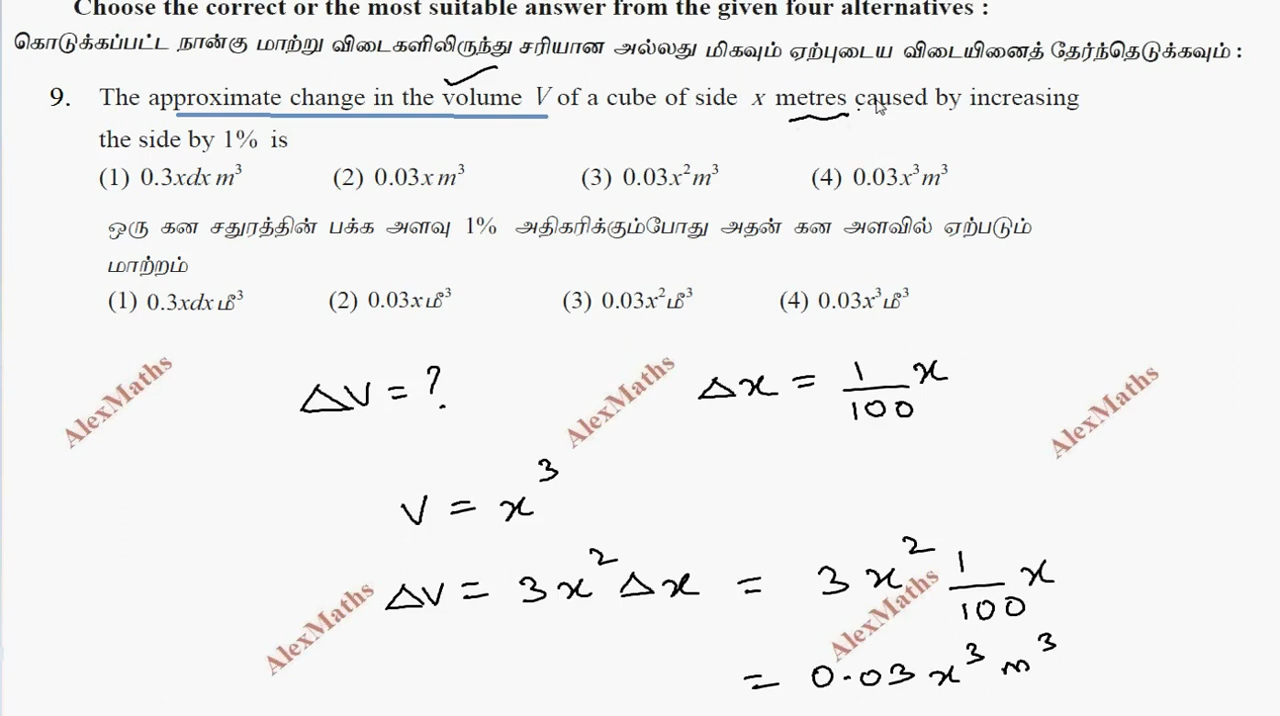 Choose the correct or the most suitable answer from the given four alternatives :
கொடுக்கப்பட்ட நான்கு மாற்று விடைகளிலிருந்து சரியான அல்லது மிகவும் ஏற்புடைய விடையினைத் தேர்ந்தெடுக்கவும் :
9. The approximate change in the volume V of a cube of side x metres caused by increasing
the side by 1% is
(1) 0.3xdx m³ (2) 0.03x m³ (3) 0.03x²m³ (4) 0.03x³m³
ஒரு கன சதுரத்தின் பக்க அளவு 1% அதிகரிக்கும்போது அதன் கன அளவில் ஏற்படும்
மாற்றம்
(1) 0.3xdx மீ³ (2) 0.03x மீ³ (3) 0.03x²மீ³ (4) 0.03x³மீ³
AlexMaths AlexMaths AlexMaths
ΔV = ? Δx = 1/100 x
V = x³
ΔV = 3x² Δx = 3x² 1/100 x
AlexMaths AlexMaths
= 0.03 x³ m³